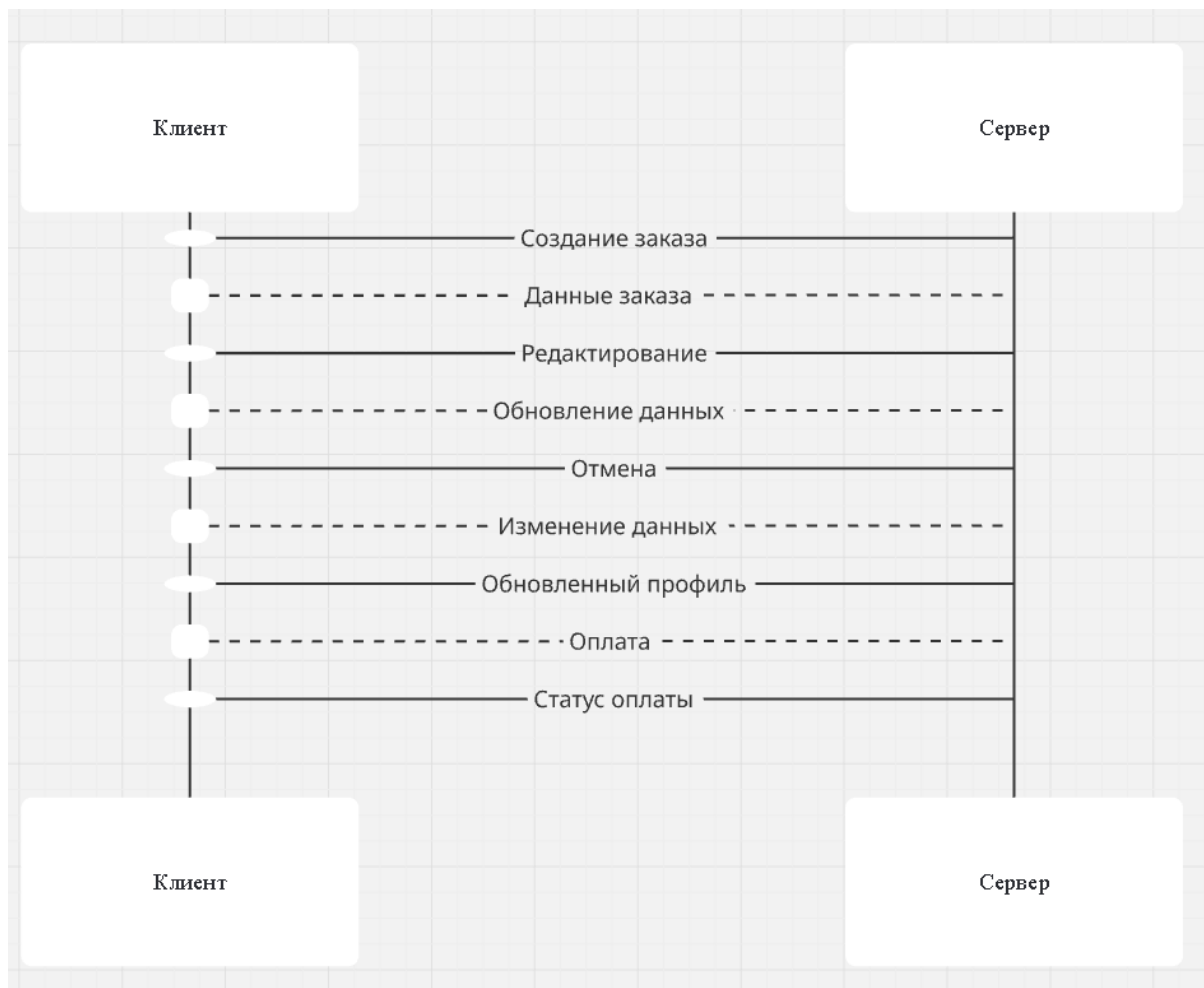 Клиент
Сервер
Создание заказа
Данные заказа
Редактирование
Обновление данных
Отмена
Изменение данных
Обновленный профиль
Оплата
Статус оплаты
Клиент
Сервер